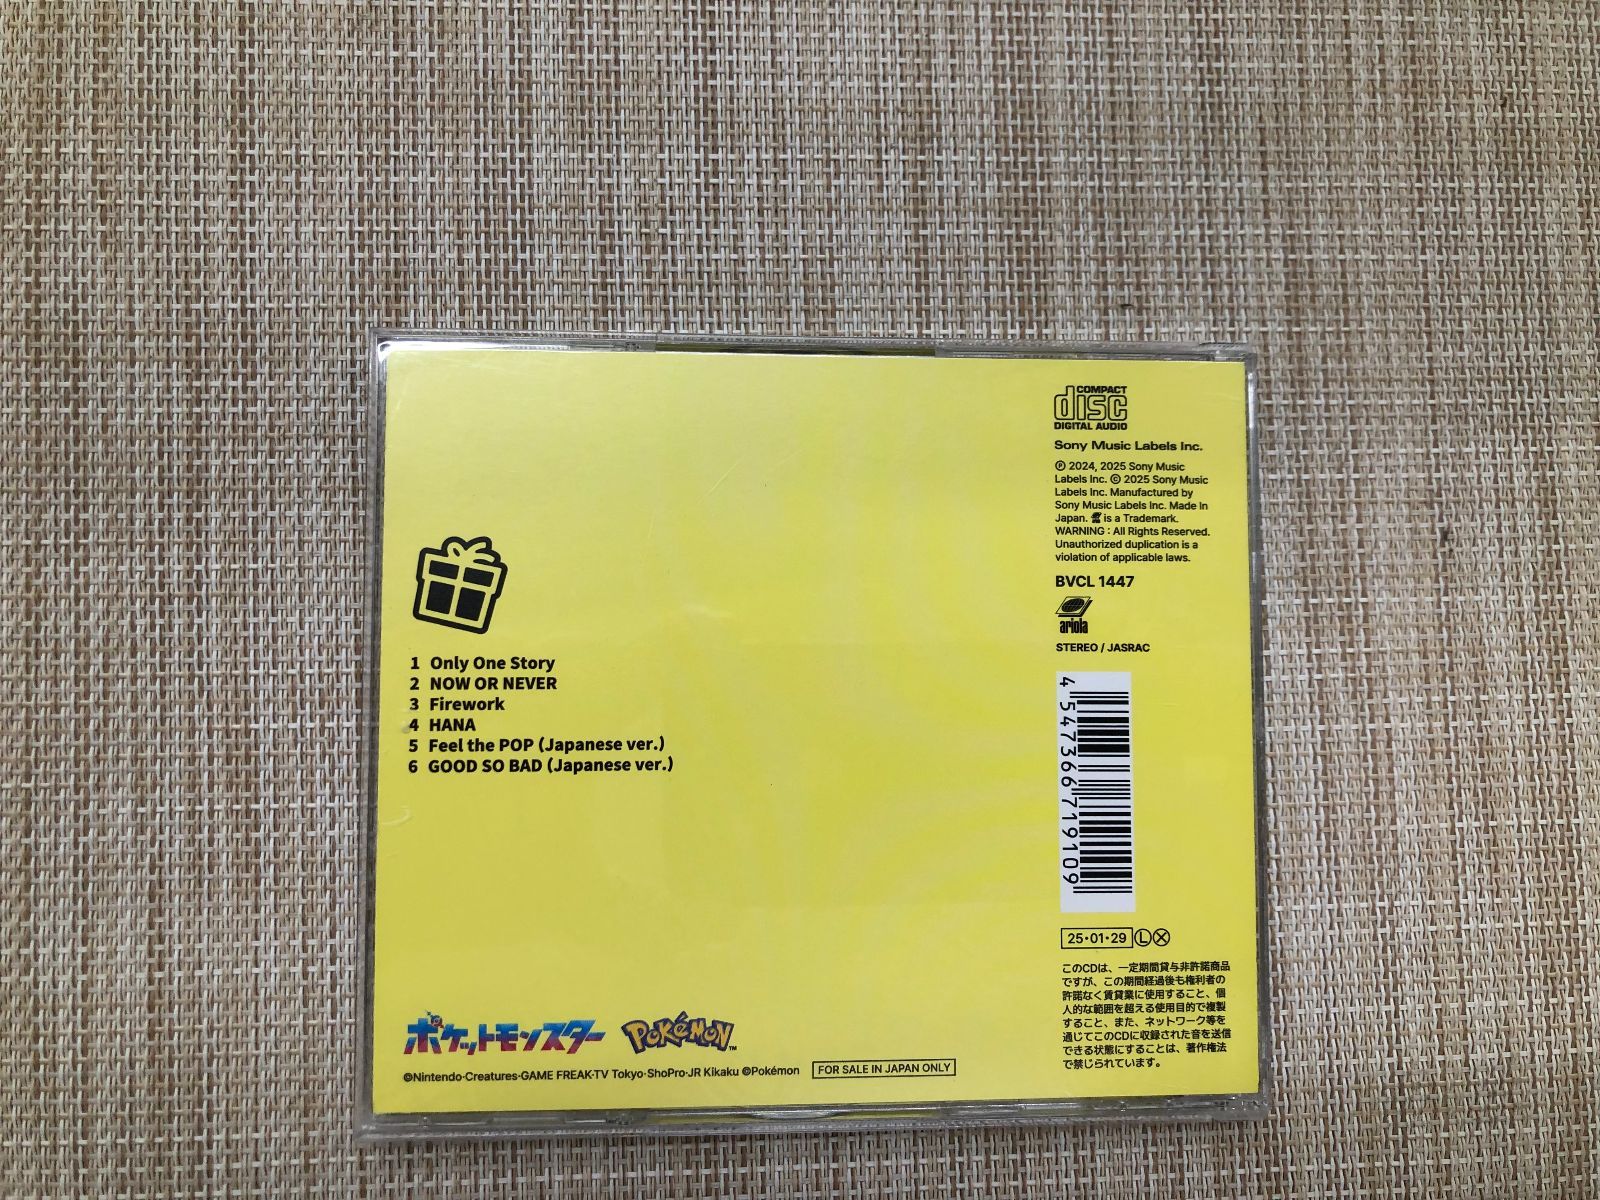 COMPACT
disc
DIGITAL AUDIO
Sony Music Labels Inc.
Ⓟ 2024, 2025 Sony Music
Labels Inc. Ⓒ 2025 Sony Music
Labels Inc. Manufactured by
Sony Music Labels Inc. Made in
Japan. is a Trademark.
WARNING : All Rights Reserved.
Unauthorized duplication is a
violation of applicable laws.
BVCL 1447
ariola
STEREO / JASRAC
1 Only One Story
2 NOW OR NEVER
3 Firework
4 HANA
5 Feel the POP (Japanese ver.)
6 GOOD SO BAD (Japanese ver.)
4547366719109
25・01・29 Ⓛ Ⓧ
このCDは、一定期間貸与非許諾商品
ですが、この期間経過後も権利者の
許諾なく賃貸業に使用すること、個
人的な範囲を超える使用目的で複製
すること、また、ネットワーク等を
通じてこのCDに収録された音を送信
できる状態にすることは、著作権法
で禁じられています。
ポケットモンスター POKéMON™
©Nintendo・Creatures・GAME FREAK・TV Tokyo・ShoPro・JR Kikaku ©Pokémon FOR SALE IN JAPAN ONLY